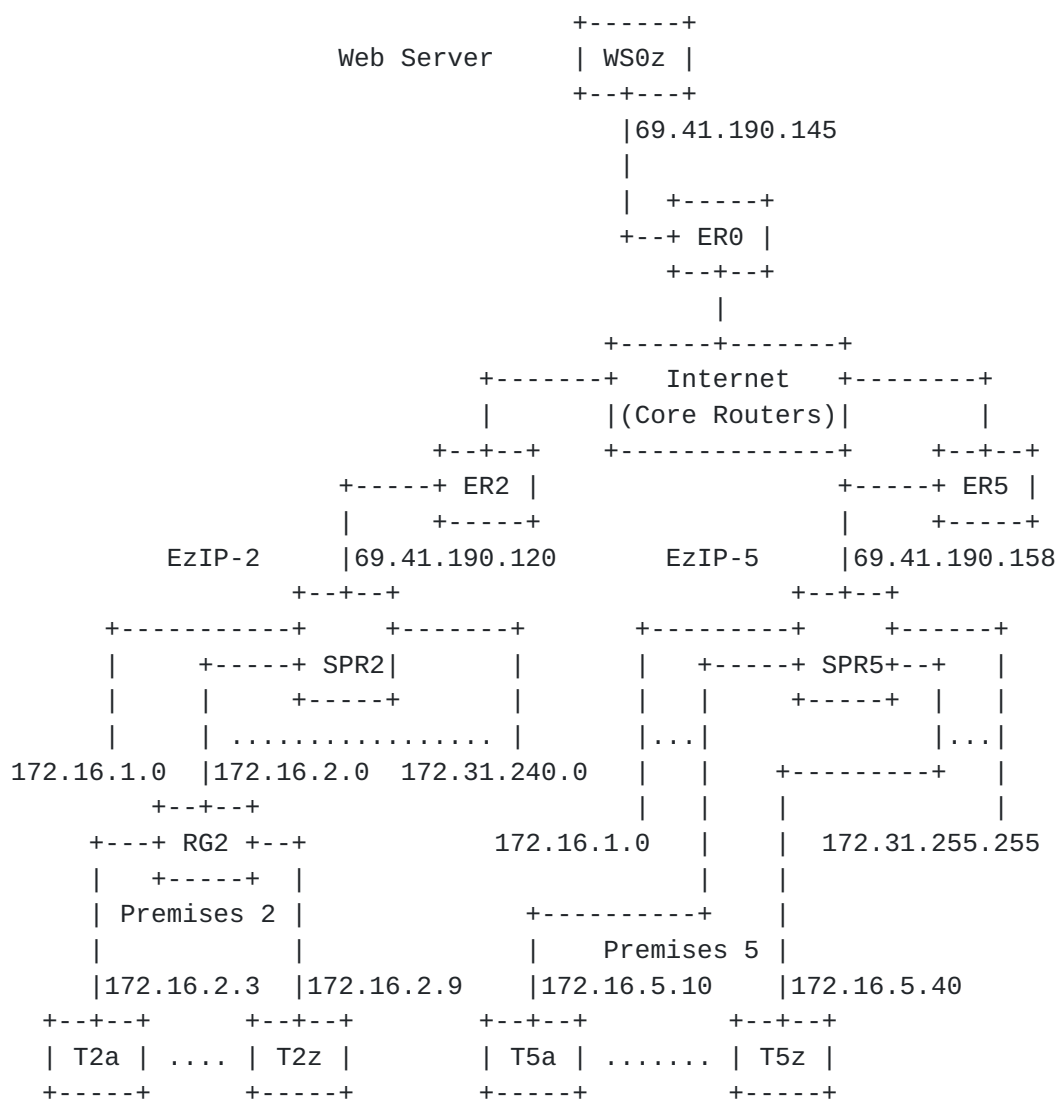 Web Server WS0z
69.41.190.145
ER0
Internet
(Core Routers)
ER2 ER5
EzIP-2 69.41.190.120 EzIP-5 69.41.190.158
SPR2 SPR5
................. ... ...
172.16.1.0 172.16.2.0 172.31.240.0
RG2 172.16.1.0 172.31.255.255
Premises 2
Premises 5
172.16.2.3 172.16.2.9 172.16.5.10 172.16.5.40
T2a .... T2z T5a ....... T5z